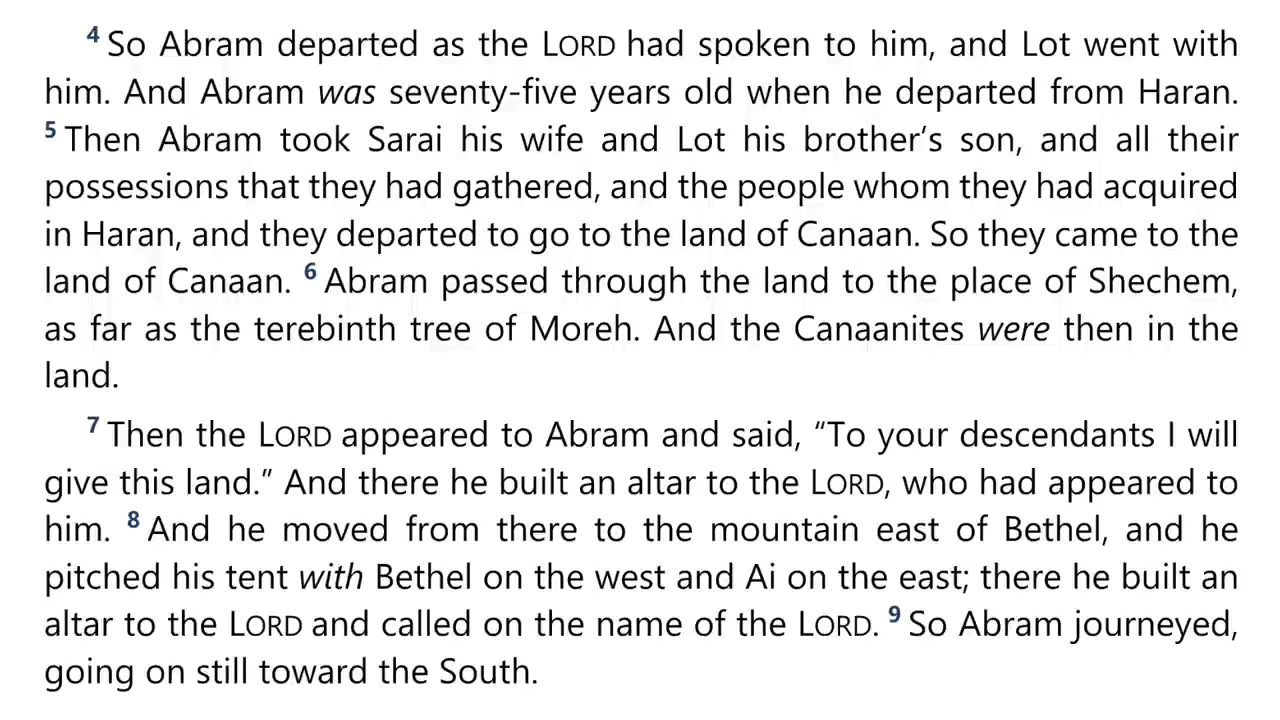 4 So Abram departed as the LORD had spoken to him, and Lot went with
him. And Abram was seventy-five years old when he departed from Haran.
5 Then Abram took Sarai his wife and Lot his brother’s son, and all their
possessions that they had gathered, and the people whom they had acquired
in Haran, and they departed to go to the land of Canaan. So they came to the
land of Canaan. 6 Abram passed through the land to the place of Shechem,
as far as the terebinth tree of Moreh. And the Canaanites were then in the
land.
7 Then the LORD appeared to Abram and said, “To your descendants I will
give this land.” And there he built an altar to the LORD, who had appeared to
him. 8 And he moved from there to the mountain east of Bethel, and he
pitched his tent with Bethel on the west and Ai on the east; there he built an
altar to the LORD and called on the name of the LORD. 9 So Abram journeyed,
going on still toward the South.